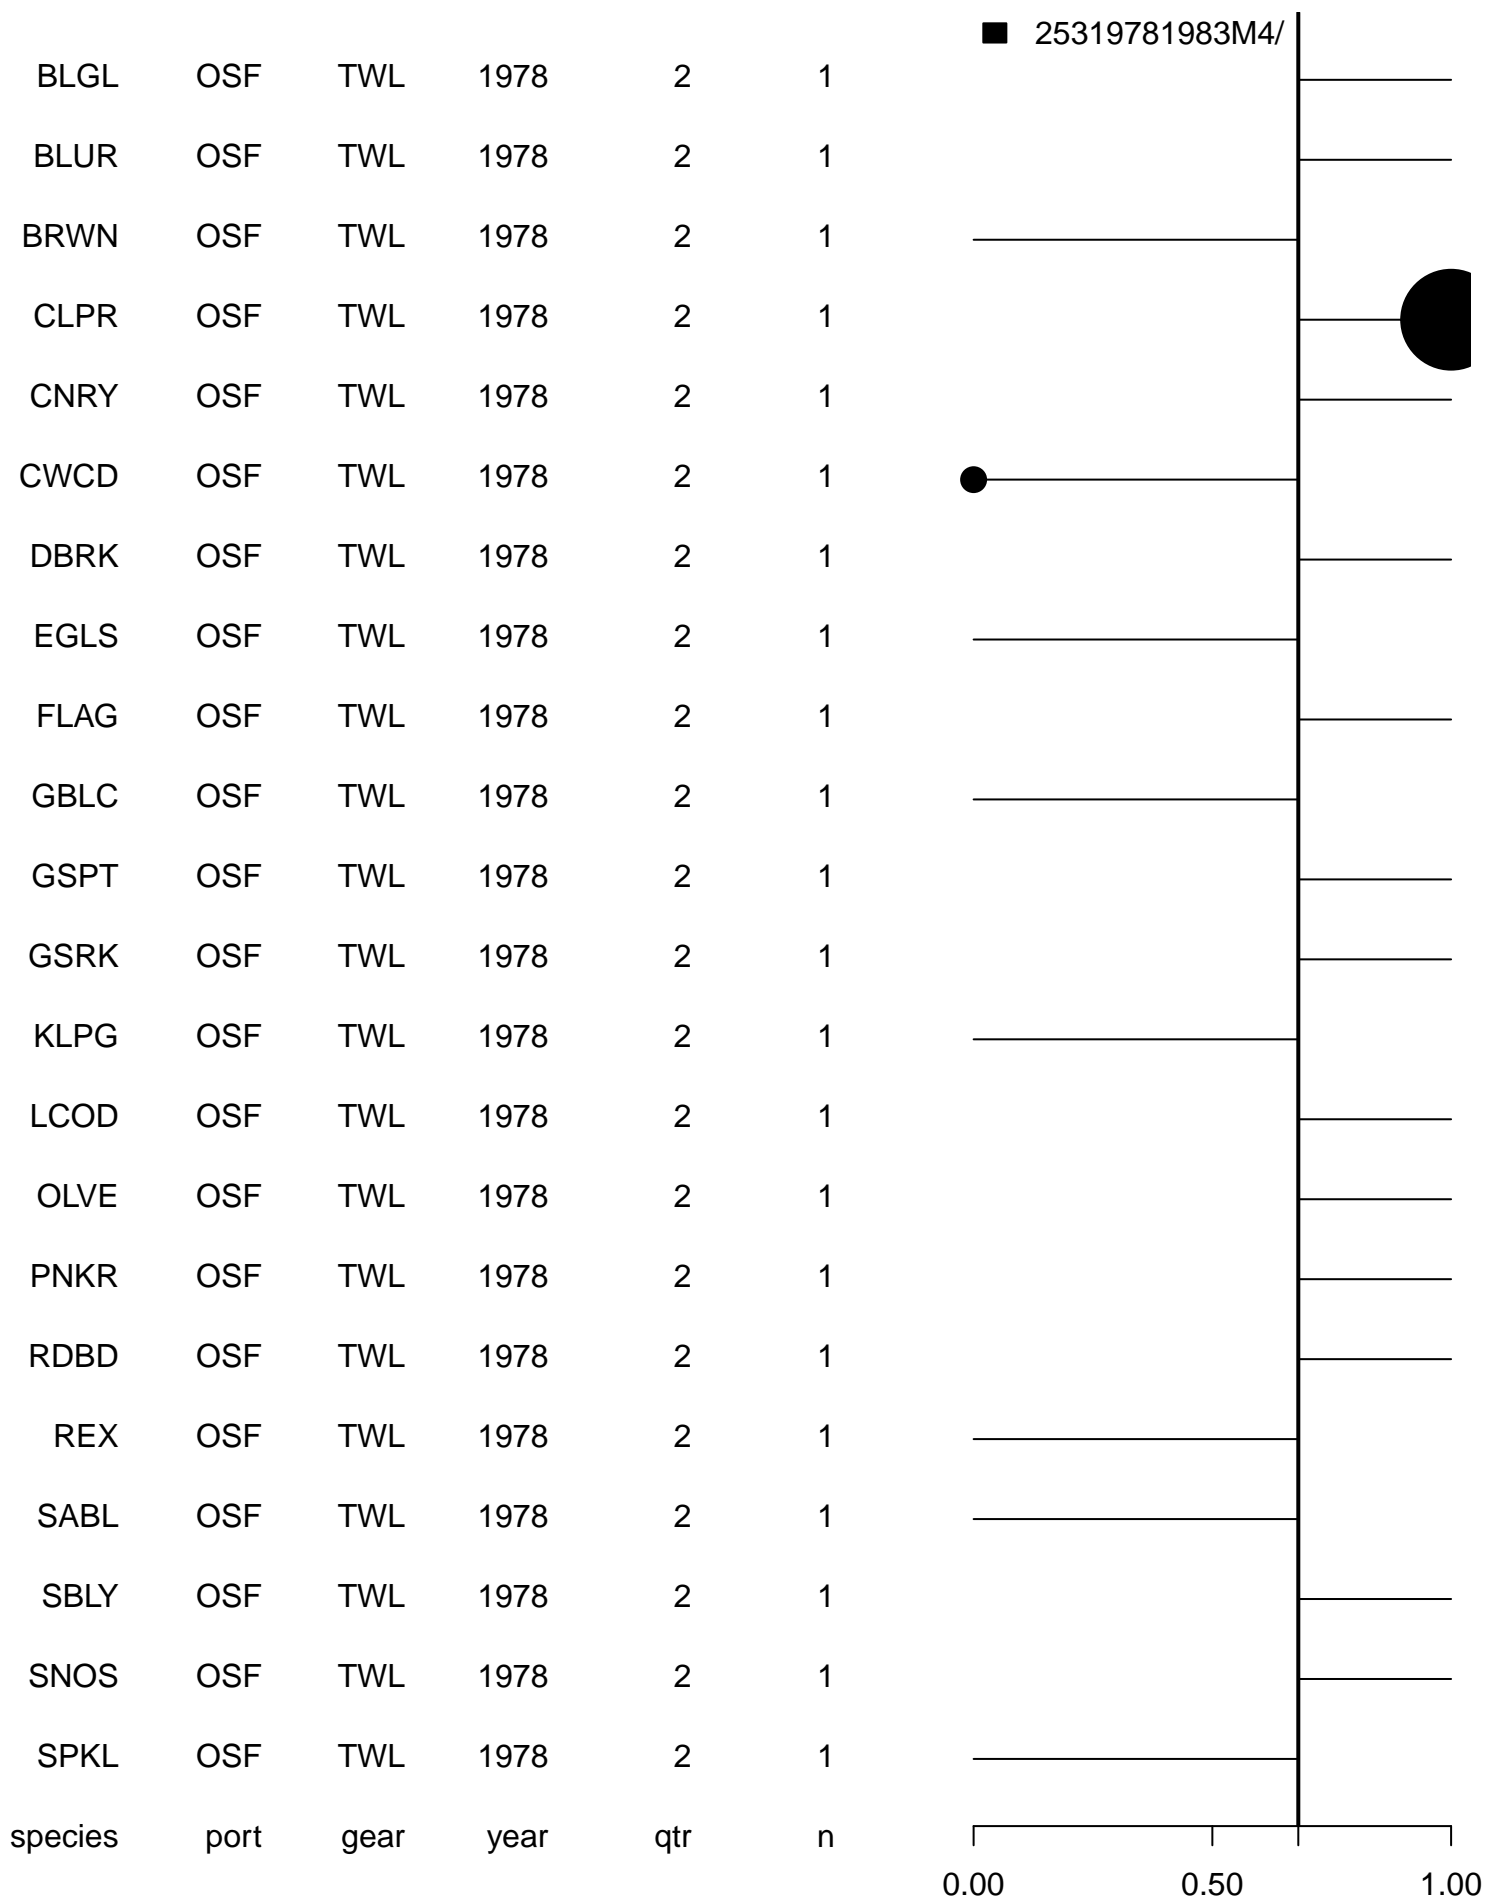 25319781983M4/
BLGL OSF TWL 1978 2 1
BLUR OSF TWL 1978 2 1
BRWN OSF TWL 1978 2 1
CLPR OSF TWL 1978 2 1
CNRY OSF TWL 1978 2 1
CWCD OSF TWL 1978 2 1
DBRK OSF TWL 1978 2 1
EGLS OSF TWL 1978 2 1
FLAG OSF TWL 1978 2 1
GBLC OSF TWL 1978 2 1
GSPT OSF TWL 1978 2 1
GSRK OSF TWL 1978 2 1
KLPG OSF TWL 1978 2 1
LCOD OSF TWL 1978 2 1
OLVE OSF TWL 1978 2 1
PNKR OSF TWL 1978 2 1
RDBD OSF TWL 1978 2 1
REX OSF TWL 1978 2 1
SABL OSF TWL 1978 2 1
SBLY OSF TWL 1978 2 1
SNOS OSF TWL 1978 2 1
SPKL OSF TWL 1978 2 1
species port gear year qtr n
0.00 0.50 1.00